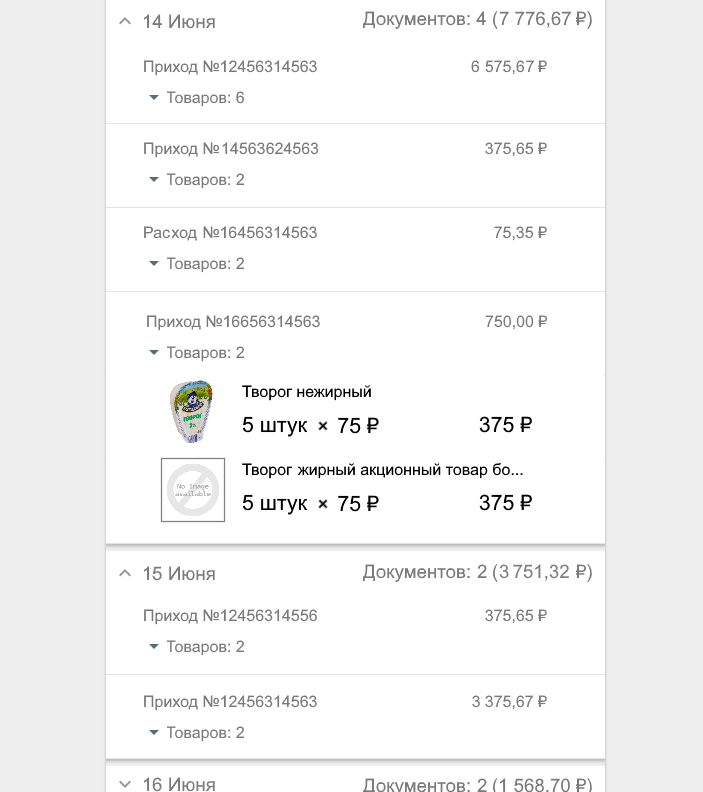 14 Июня Документов: 4 (7 776,67 ₽)
Приход №12456314563 6 575,67 ₽
Товаров: 6
Приход №14563624563 375,65 ₽
Товаров: 2
Расход №16456314563 75,35 ₽
Товаров: 2
Приход №16656314563 750,00 ₽
Товаров: 2
Творог нежирный
5 штук × 75 ₽ 375 ₽
Творог жирный акционный товар бо...
No Image
available
5 штук × 75 ₽ 375 ₽
15 Июня Документов: 2 (3 751,32 ₽)
Приход №12456314556 375,65 ₽
Товаров: 2
Приход №12456314563 3 375,67 ₽
Товаров: 2
16 Июня Документов: 2 (1 568,70 ₽)